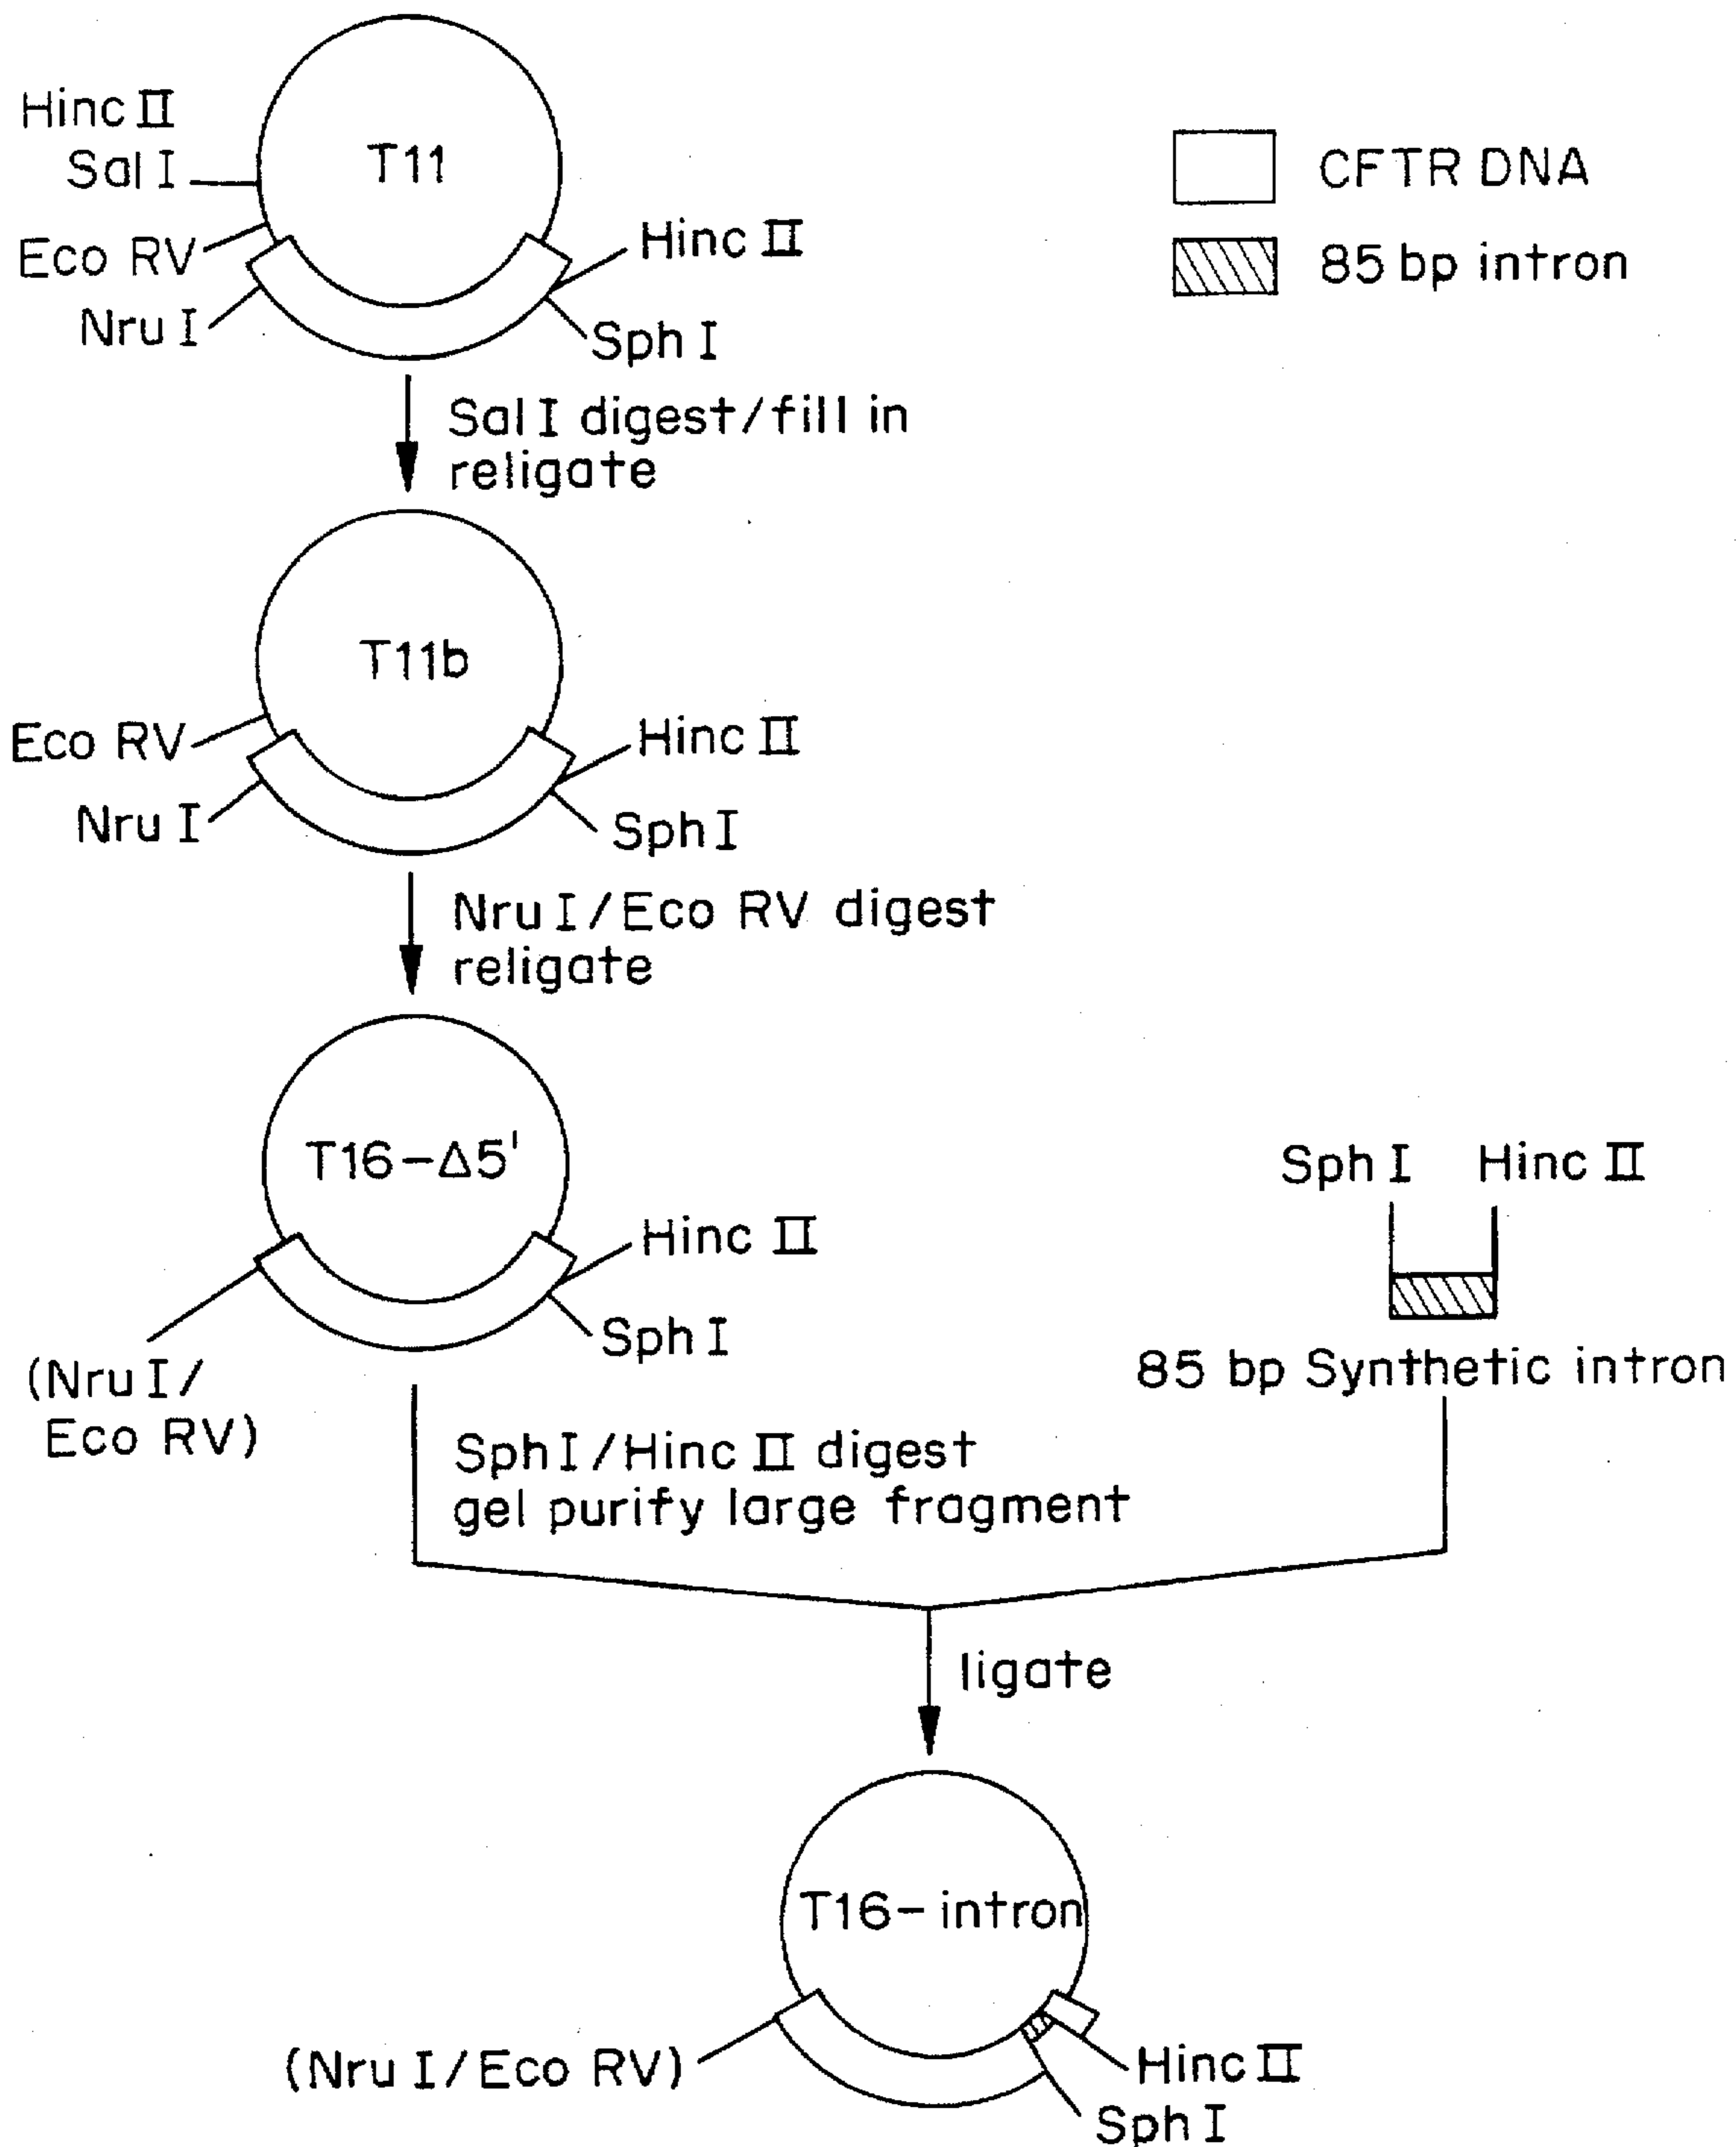 Hinc II
Sal I
T11
Eco RV
Nru I
Hinc II
Sph I
CFTR DNA
85 bp intron
Sal I digest/fill in
religate
T11b
Eco RV
Nru I
Hinc II
Sph I
Nru I/Eco RV digest
religate
T16-Δ5'
Hinc II
Sph I
(Nru I/
Eco RV)
Sph I
Hinc II
85 bp Synthetic intron
Sph I/Hinc II digest
gel purify large fragment
ligate
T16-intron
(Nru I/Eco RV)
Hinc II
Sph I